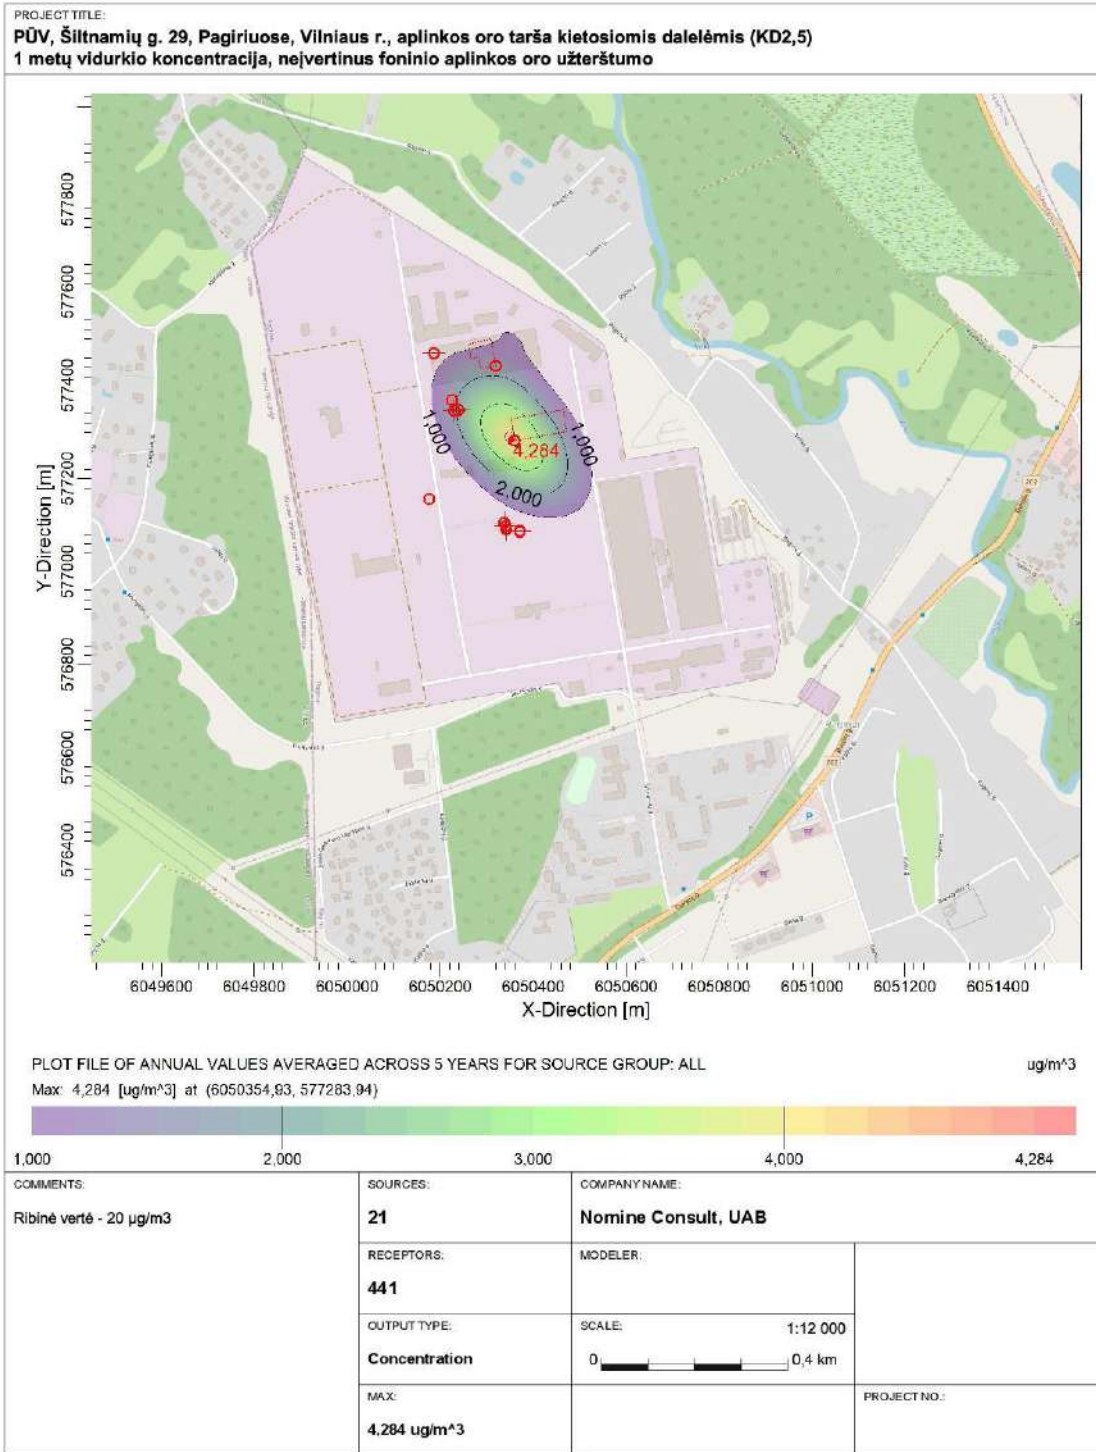 PROJECT TITLE:
PŪV, Šiltnamių g. 29, Pagiriuose, Vilniaus r., aplinkos oro tarša kietosiomis dalelėmis (KD2,5)
1 metų vidurkio koncentracija, neįvertinus foninio aplinkos oro užterštumo
Y-Direction [m]
577800
577600
577400
577200
577000
576800
576600
576400
1,000
1,000
4,284
2,000
202
202
P
6049600 6049800 6050000 6050200 6050400 6050600 6050800 6051000 6051200 6051400
X-Direction [m]
PLOT FILE OF ANNUAL VALUES AVERAGED ACROSS 5 YEARS FOR SOURCE GROUP: ALL
ug/m^3
Max: 4,284 [ug/m^3] at (6050354,93, 577283,94)
1,000 2,000 3,000 4,000 4,284
COMMENTS:
Ribinė vertė - 20 µg/m3
SOURCES:
21
COMPANY NAME:
Nomine Consult, UAB
RECEPTORS:
441
MODELER:
OUTPUT TYPE:
Concentration
SCALE:
1:12 000
0 0,4 km
MAX:
4,284 ug/m^3
PROJECT NO.: